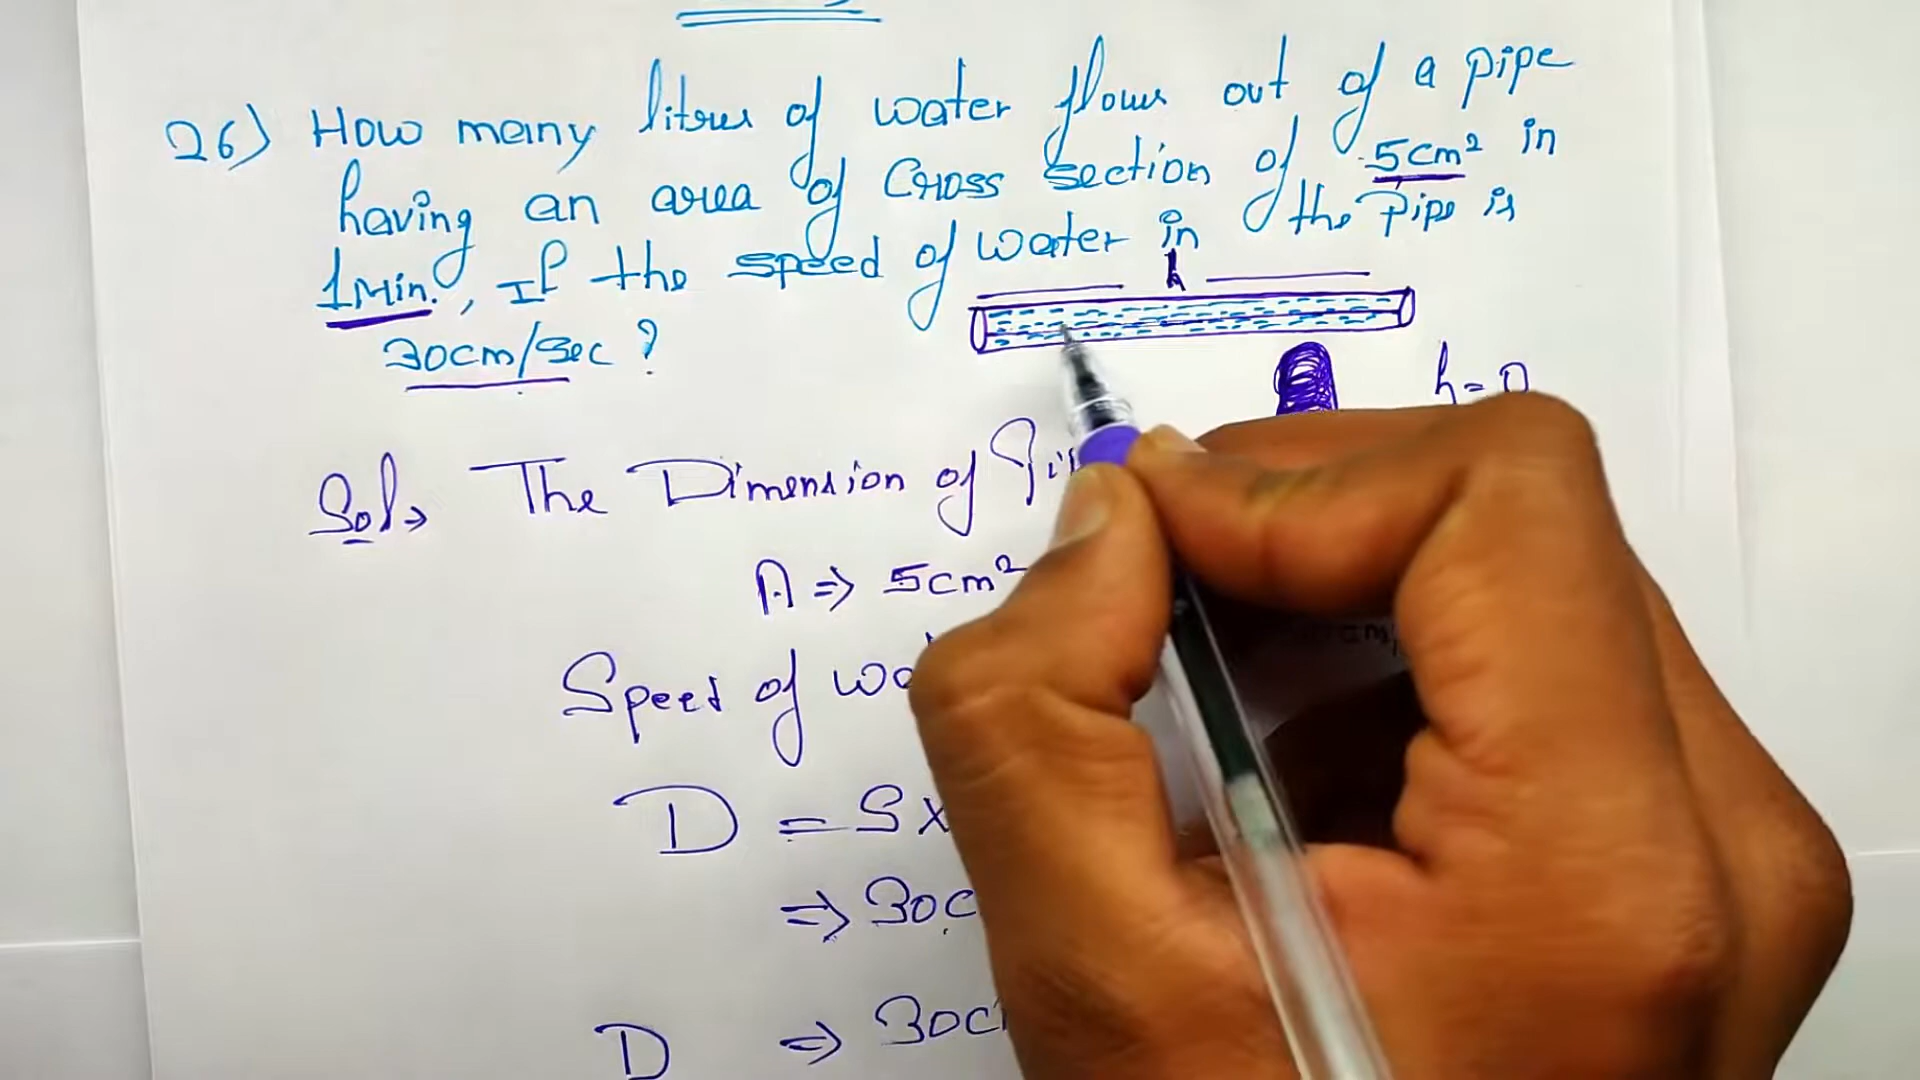 26) How many litres of water flows out of a pipe
having an area of Cross section of 5cm² in
1Min., If the speed of water in the pipe is
30cm/sec ?
h
h =
Sol→ The Dimension of
A ⇒ 5cm²
Speed of
D = S×
⇒ 30c
D ⇒ 30c